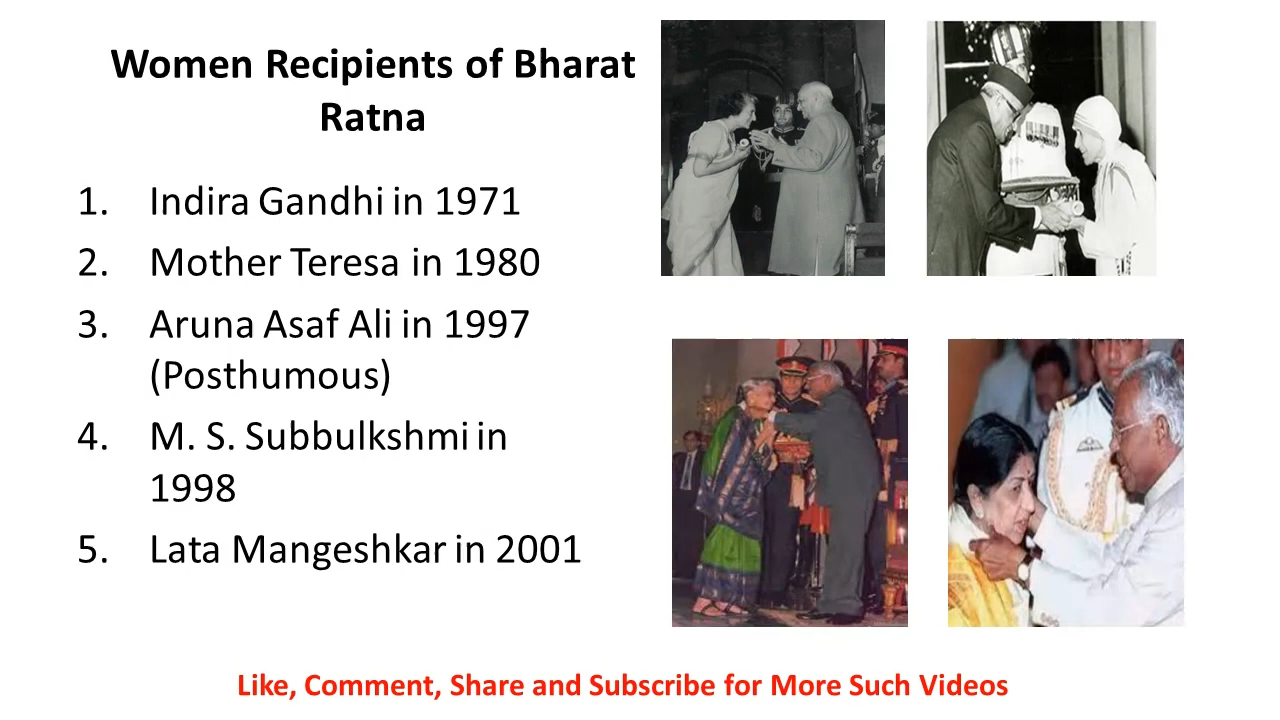 Women Recipients of Bharat
Ratna
1. Indira Gandhi in 1971
2. Mother Teresa in 1980
3. Aruna Asaf Ali in 1997
(Posthumous)
4. M. S. Subbulkshmi in
1998
5. Lata Mangeshkar in 2001
Like, Comment, Share and Subscribe for More Such Videos